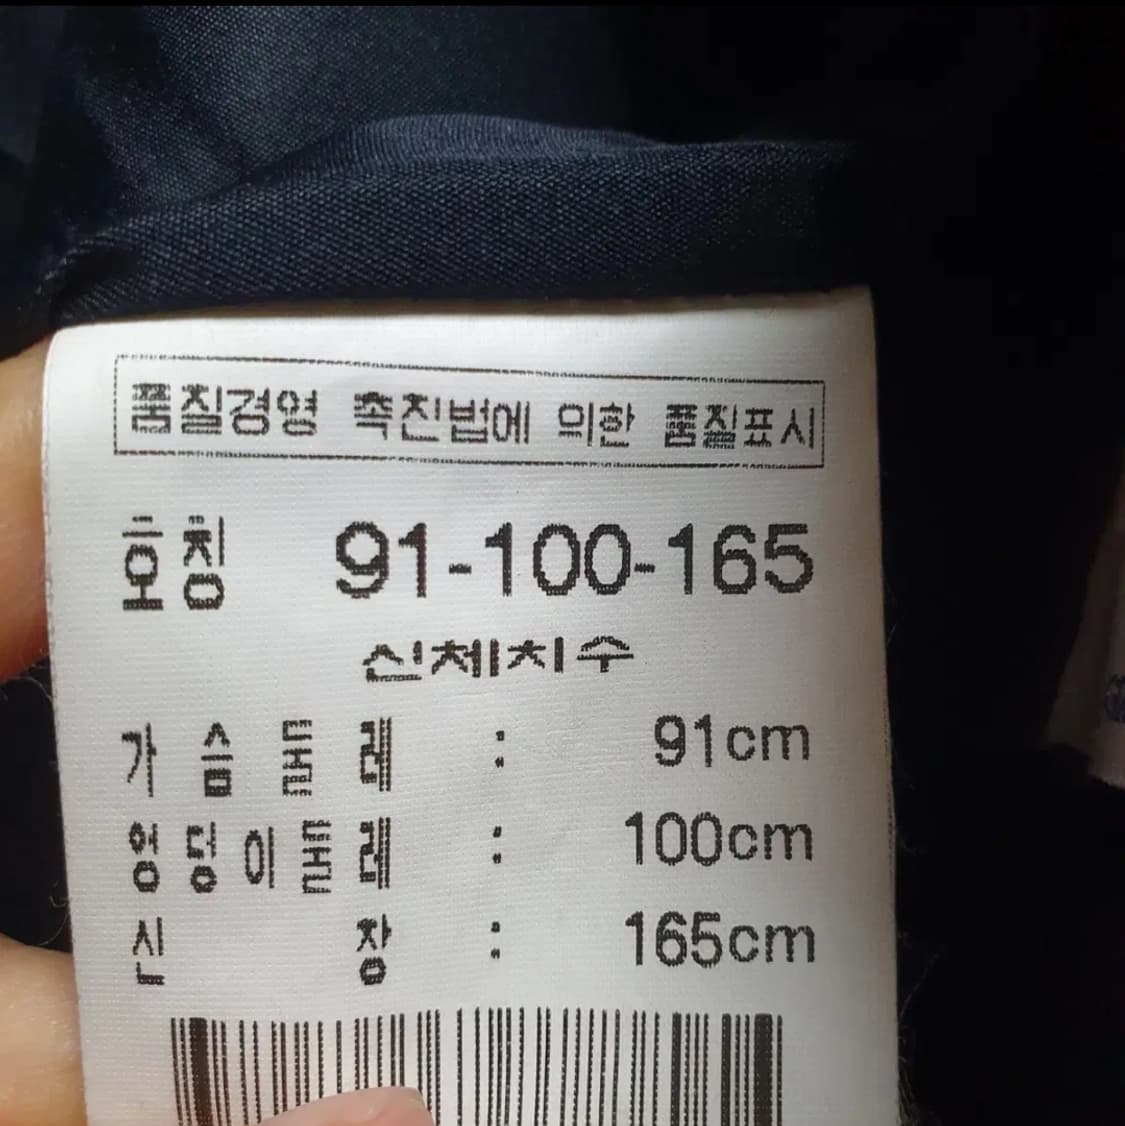 품질경영 촉진법에 의한 품질표시
호칭 91-100-165
신체치수
가슴둘레 : 91cm
엉덩이둘레 : 100cm
신장 : 165cm